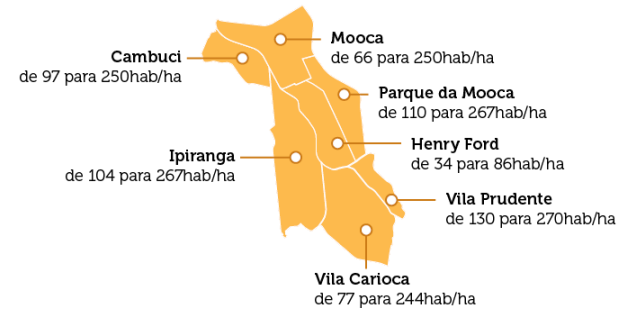 Mooca
de 66 para 250hab/ha
Cambuci
de 97 para 250hab/ha
Parque da Mooca
de 110 para 267hab/ha
Henry Ford
de 34 para 86hab/ha
Ipiranga
de 104 para 267hab/ha
Vila Prudente
de 130 para 270hab/ha
Vila Carioca
de 77 para 244hab/ha